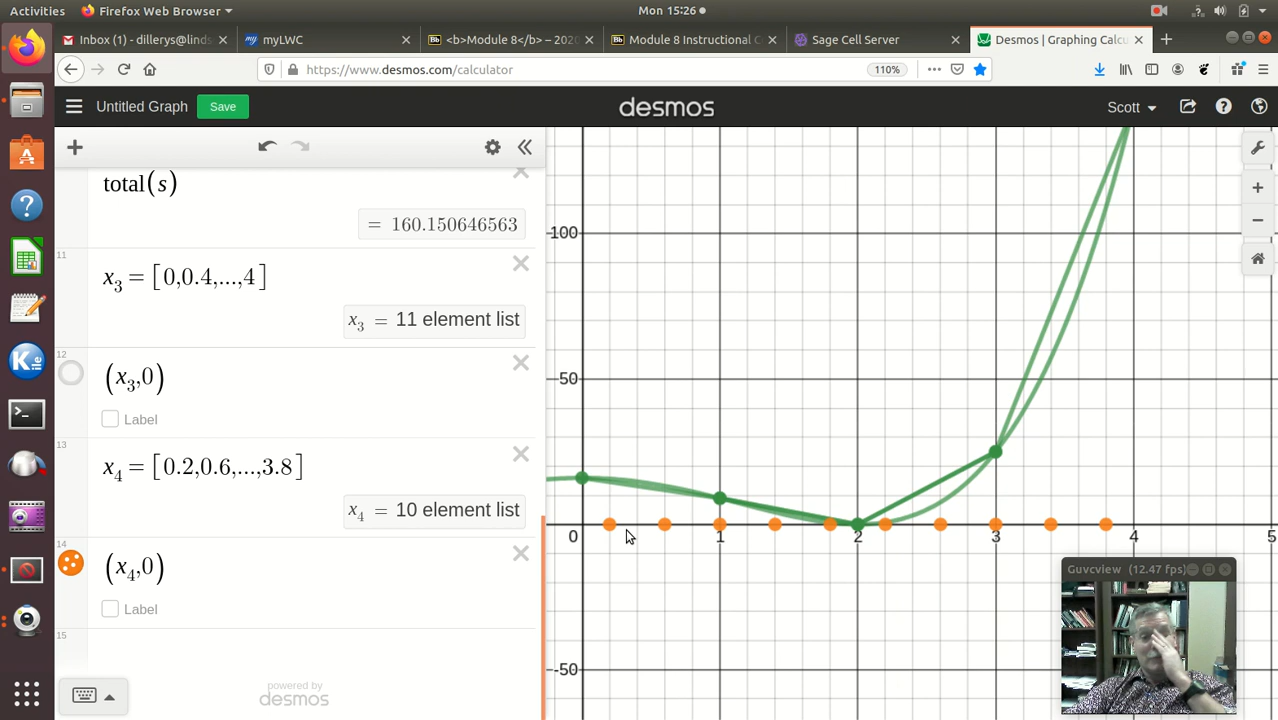 Activities Firefox Web Browser Mon 15:26
Inbox (1) - dillerys@linds myLWC <b>Module 8</b> – 202 Module 8 Instructional C Sage Cell Server Desmos | Graphing Calcu
https://www.desmos.com/calculator 110%
Untitled Graph Save desmos Scott
total(s)
= 160.150646563
11
x₃ = [0,0.4,...,4]
x₃ = 11 element list
12
(x₃,0)
Label
13
x₄ = [0.2,0.6,...,3.8]
x₄ = 10 element list
14
(x₄,0)
Label
15
powered by
desmos
100
50
0 1 2 3 4 5
-50
Guvcview (12.47 fps)